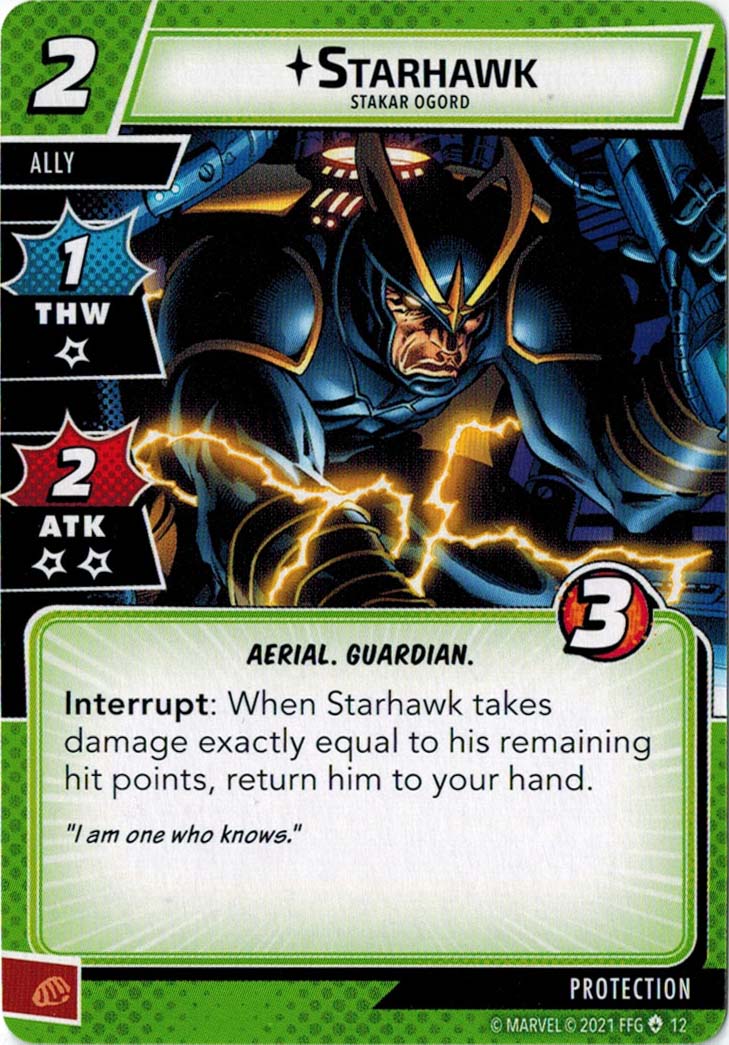 2
STARHAWK
STAKAR OGORD
ALLY
1
THW
2
ATK
3
AERIAL. GUARDIAN.
Interrupt: When Starhawk takes
damage exactly equal to his remaining
hit points, return him to your hand.
"I am one who knows."
PROTECTION
© MARVEL © 2021 FFG 12